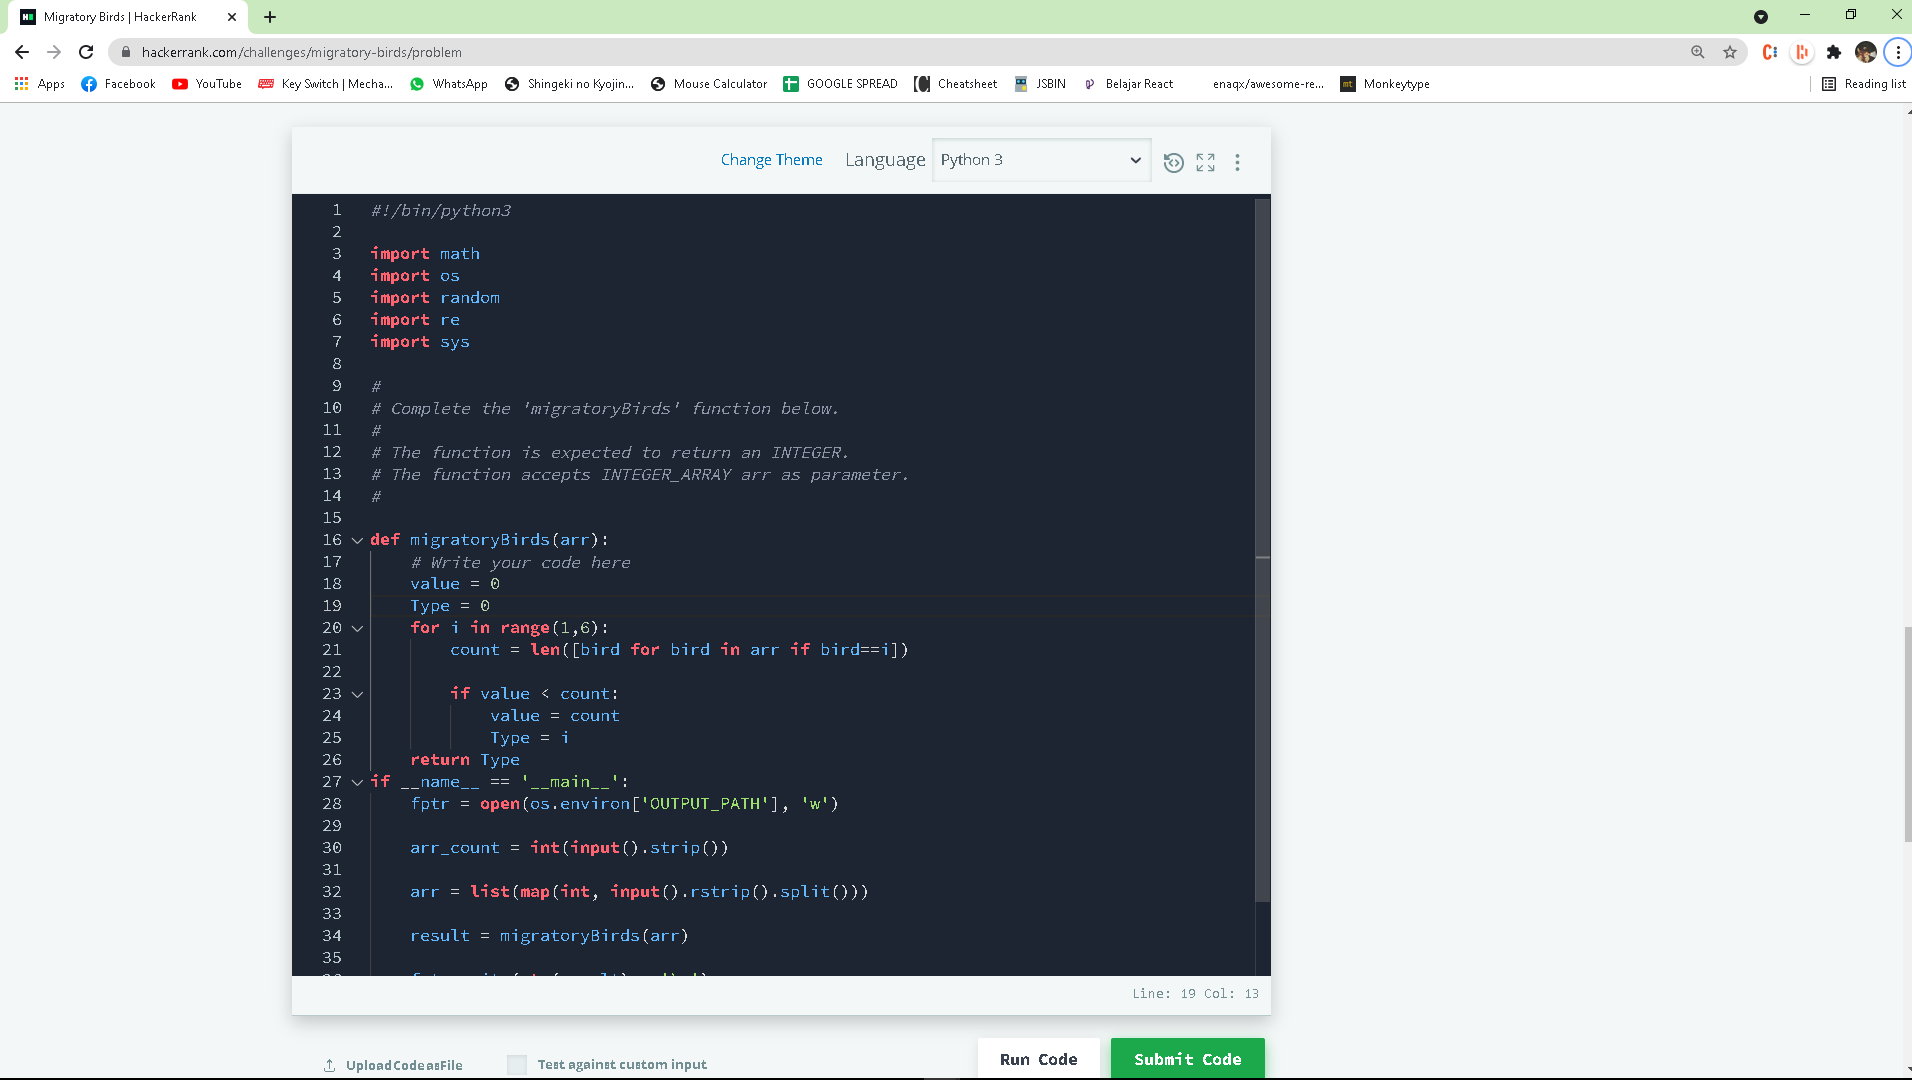 Migratory Birds | HackerRank
hackerrank.com/challenges/migratory-birds/problem
Apps Facebook YouTube Key Switch | Mecha... WhatsApp Shingeki no Kyojin... Mouse Calculator GOOGLE SPREAD Cheatsheet JSBIN Belajar React enaqx/awesome-re... mt Monkeytype Reading list
Change Theme Language Python 3
1 #!/bin/python3
2
3 import math
4 import os
5 import random
6 import re
7 import sys
8
9 #
10 # Complete the 'migratoryBirds' function below.
11 #
12 # The function is expected to return an INTEGER.
13 # The function accepts INTEGER_ARRAY arr as parameter.
14 #
15
16 def migratoryBirds(arr):
17 # Write your code here
18 value = 0
19 Type = 0
20 for i in range(1,6):
21 count = len([bird for bird in arr if bird==i])
22
23 if value < count:
24 value = count
25 Type = i
26 return Type
27 if __name__ == '__main__':
28 fptr = open(os.environ['OUTPUT_PATH'], 'w')
29
30 arr_count = int(input().strip())
31
32 arr = list(map(int, input().rstrip().split()))
33
34 result = migratoryBirds(arr)
35
Line: 19 Col: 13
Upload Code as File Test against custom input Run Code Submit Code